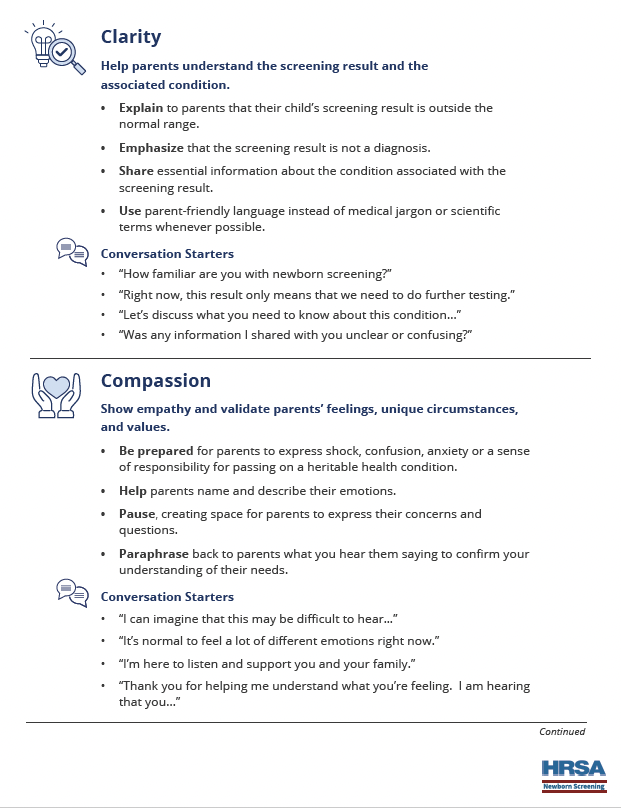 Clarity
Help parents understand the screening result and the
associated condition.
• Explain to parents that their child’s screening result is outside the
normal range.
• Emphasize that the screening result is not a diagnosis.
• Share essential information about the condition associated with the
screening result.
• Use parent-friendly language instead of medical jargon or scientific
terms whenever possible.
Conversation Starters
• “How familiar are you with newborn screening?”
• “Right now, this result only means that we need to do further testing.”
• “Let’s discuss what you need to know about this condition...”
• “Was any information I shared with you unclear or confusing?”
Compassion
Show empathy and validate parents’ feelings, unique circumstances,
and values.
• Be prepared for parents to express shock, confusion, anxiety or a sense
of responsibility for passing on a heritable health condition.
• Help parents name and describe their emotions.
• Pause, creating space for parents to express their concerns and
questions.
• Paraphrase back to parents what you hear them saying to confirm your
understanding of their needs.
Conversation Starters
• “I can imagine that this may be difficult to hear...”
• “It’s normal to feel a lot of different emotions right now.”
• “I’m here to listen and support you and your family.”
• “Thank you for helping me understand what you’re feeling.  I am hearing
that you...”
Continued
HRSA
Newborn Screening